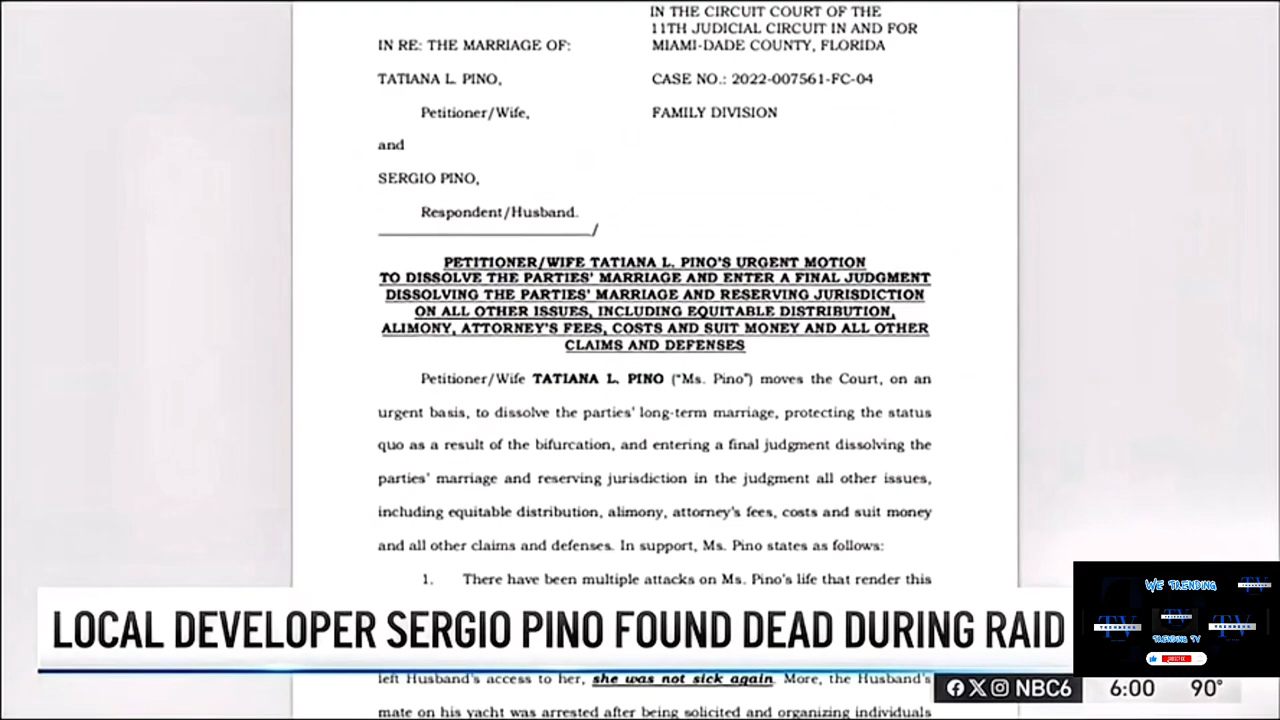 IN THE CIRCUIT COURT OF THE
11TH JUDICIAL CIRCUIT IN AND FOR
IN RE: THE MARRIAGE OF:
MIAMI-DADE COUNTY, FLORIDA
TATIANA L. PINO,
CASE NO.: 2022-007561-FC-04
Petitioner/Wife,
FAMILY DIVISION
and
SERGIO PINO,
Respondent/Husband.
/
PETITIONER/WIFE TATIANA L. PINO'S URGENT MOTION
TO DISSOLVE THE PARTIES' MARRIAGE AND ENTER A FINAL JUDGMENT
DISSOLVING THE PARTIES' MARRIAGE AND RESERVING JURISDICTION
ON ALL OTHER ISSUES, INCLUDING EQUITABLE DISTRIBUTION,
ALIMONY, ATTORNEY'S FEES, COSTS AND SUIT MONEY AND ALL OTHER
CLAIMS AND DEFENSES
Petitioner/Wife TATIANA L. PINO ("Ms. Pino") moves the Court, on an
urgent basis, to dissolve the parties' long-term marriage, protecting the status
quo as a result of the bifurcation, and entering a final judgment dissolving the
parties' marriage and reserving jurisdiction in the judgment all other issues,
including equitable distribution, alimony, attorney's fees, costs and suit money
and all other claims and defenses. In support, Ms. Pino states as follows:
1. There have been multiple attacks on Ms. Pino's life that render this
LOCAL DEVELOPER SERGIO PINO FOUND DEAD DURING RAID
left Husband's access to her, she was not sick again. More, the Husband's
mate on his yacht was arrested after being solicited and organizing individuals
NBC6
6:00
90°
WE TRENDING
TV
TRENDING
TRENDING TV